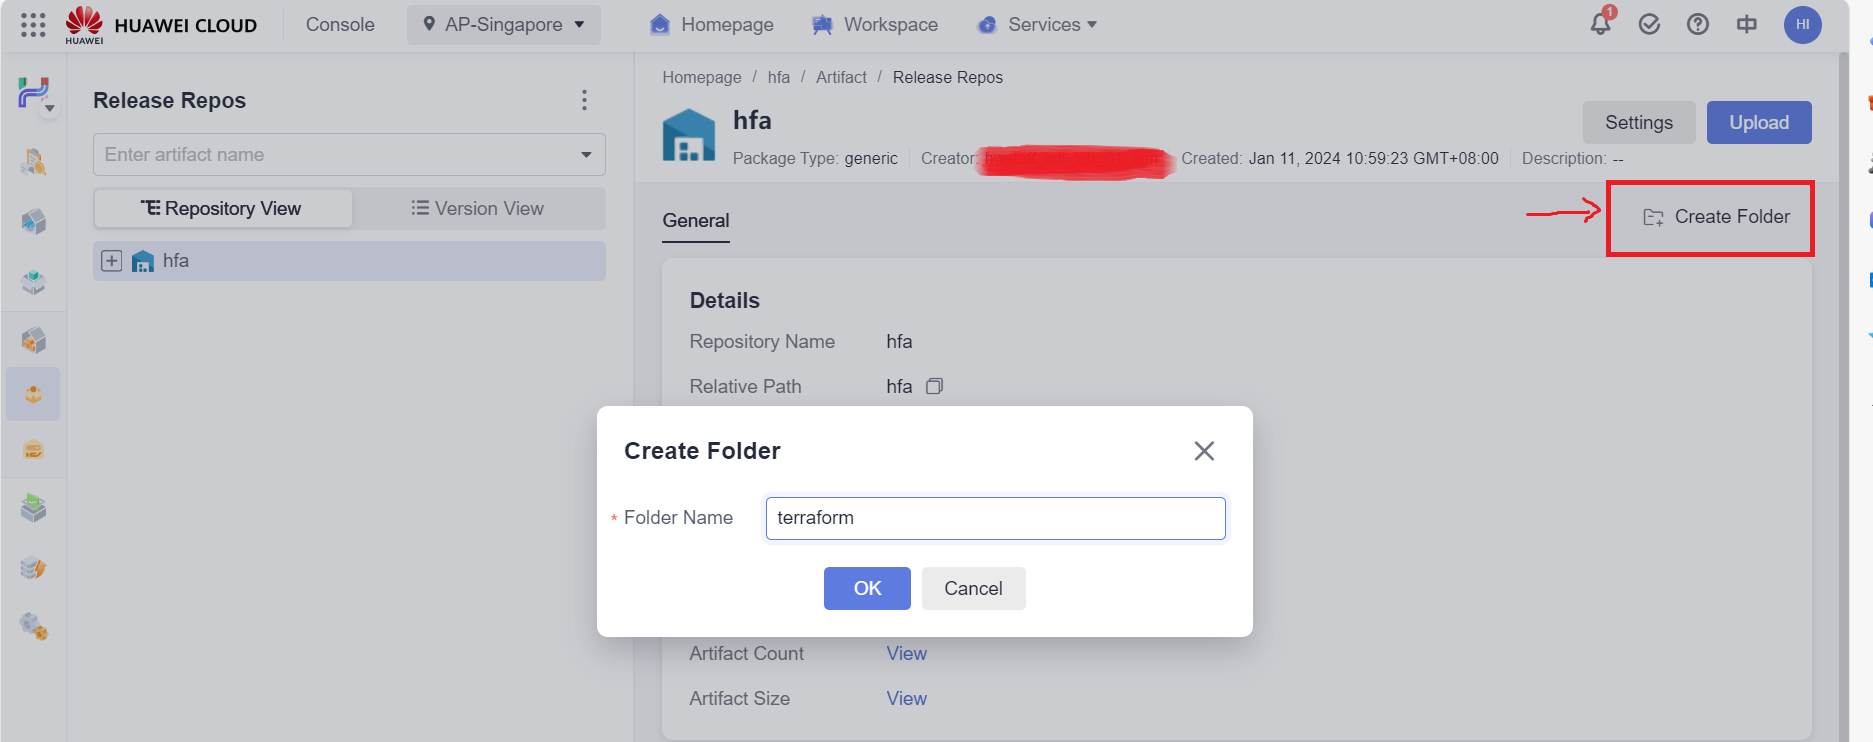 HUAWEI
HUAWEI CLOUD
Console
AP-Singapore
Homepage
Workspace
Services
1
HI
Release Repos
Enter artifact name
Repository View
Version View
hfa
Homepage / hfa / Artifact / Release Repos
hfa
Settings
Upload
Package Type: generic
Creator:
Created: Jan 11, 2024 10:59:23 GMT+08:00
Description: --
General
Create Folder
Details
Repository Name hfa
Relative Path hfa
Create Folder
* Folder Name terraform
OK
Cancel
Artifact Count View
Artifact Size View